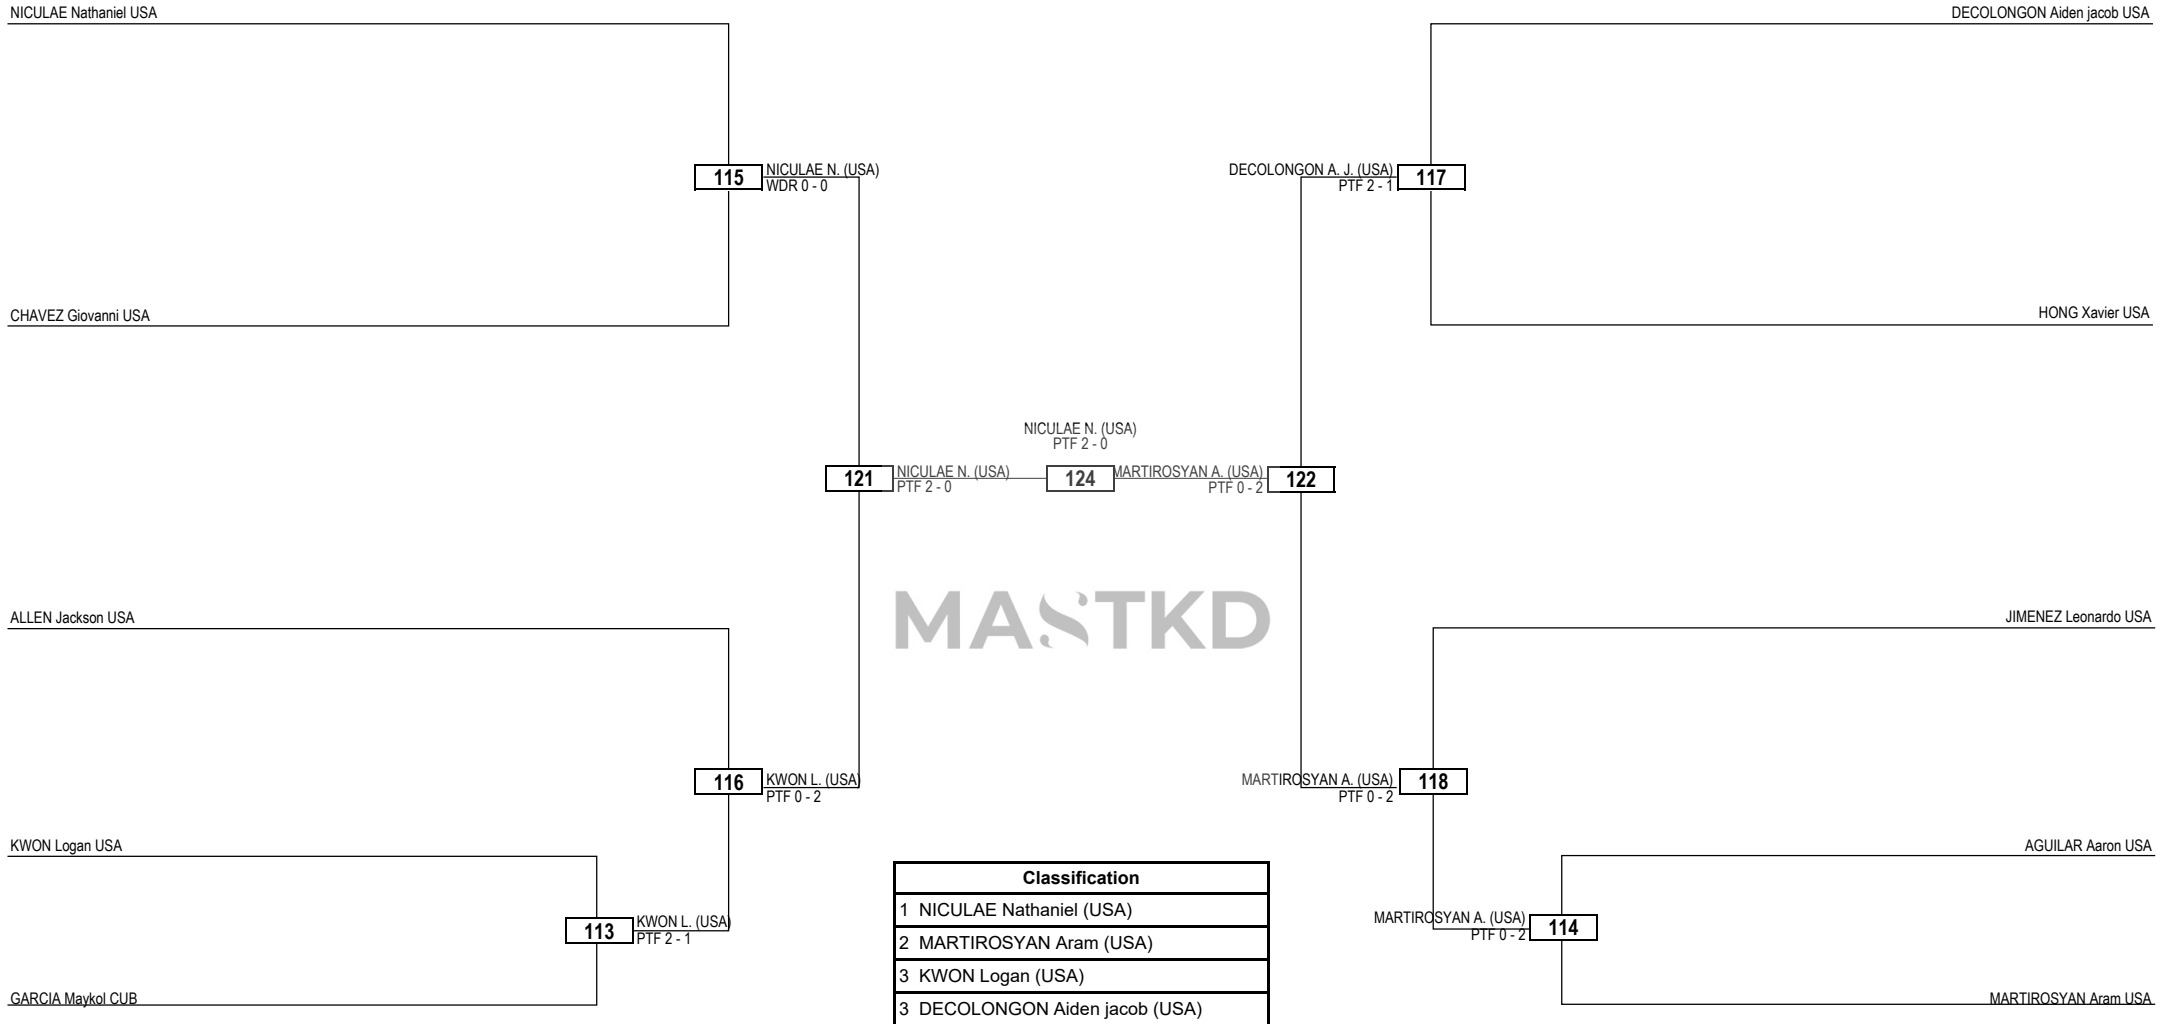 NICULAE Nathaniel USA
DECOLONGON Aiden jacob USA
115
NICULAE N. (USA)
WDR 0 - 0
DECOLONGON A. J. (USA)
PTF 2 - 1
117
CHAVEZ Giovanni USA
HONG Xavier USA
NICULAE N. (USA)
PTF 2 - 0
121
NICULAE N. (USA)
PTF 2 - 0
124
MARTIROSYAN A. (USA)
PTF 0 - 2
122
MASTKD
ALLEN Jackson USA
JIMENEZ Leonardo USA
116
KWON L. (USA)
PTF 0 - 2
MARTIROSYAN A. (USA)
PTF 0 - 2
118
KWON Logan USA
AGUILAR Aaron USA
113
KWON L. (USA)
PTF 2 - 1
MARTIROSYAN A. (USA)
PTF 0 - 2
114
GARCIA Maykol CUB
MARTIROSYAN Aram USA
Classification
1 NICULAE Nathaniel (USA)
2 MARTIROSYAN Aram (USA)
3 KWON Logan (USA)
3 DECOLONGON Aiden jacob (USA)